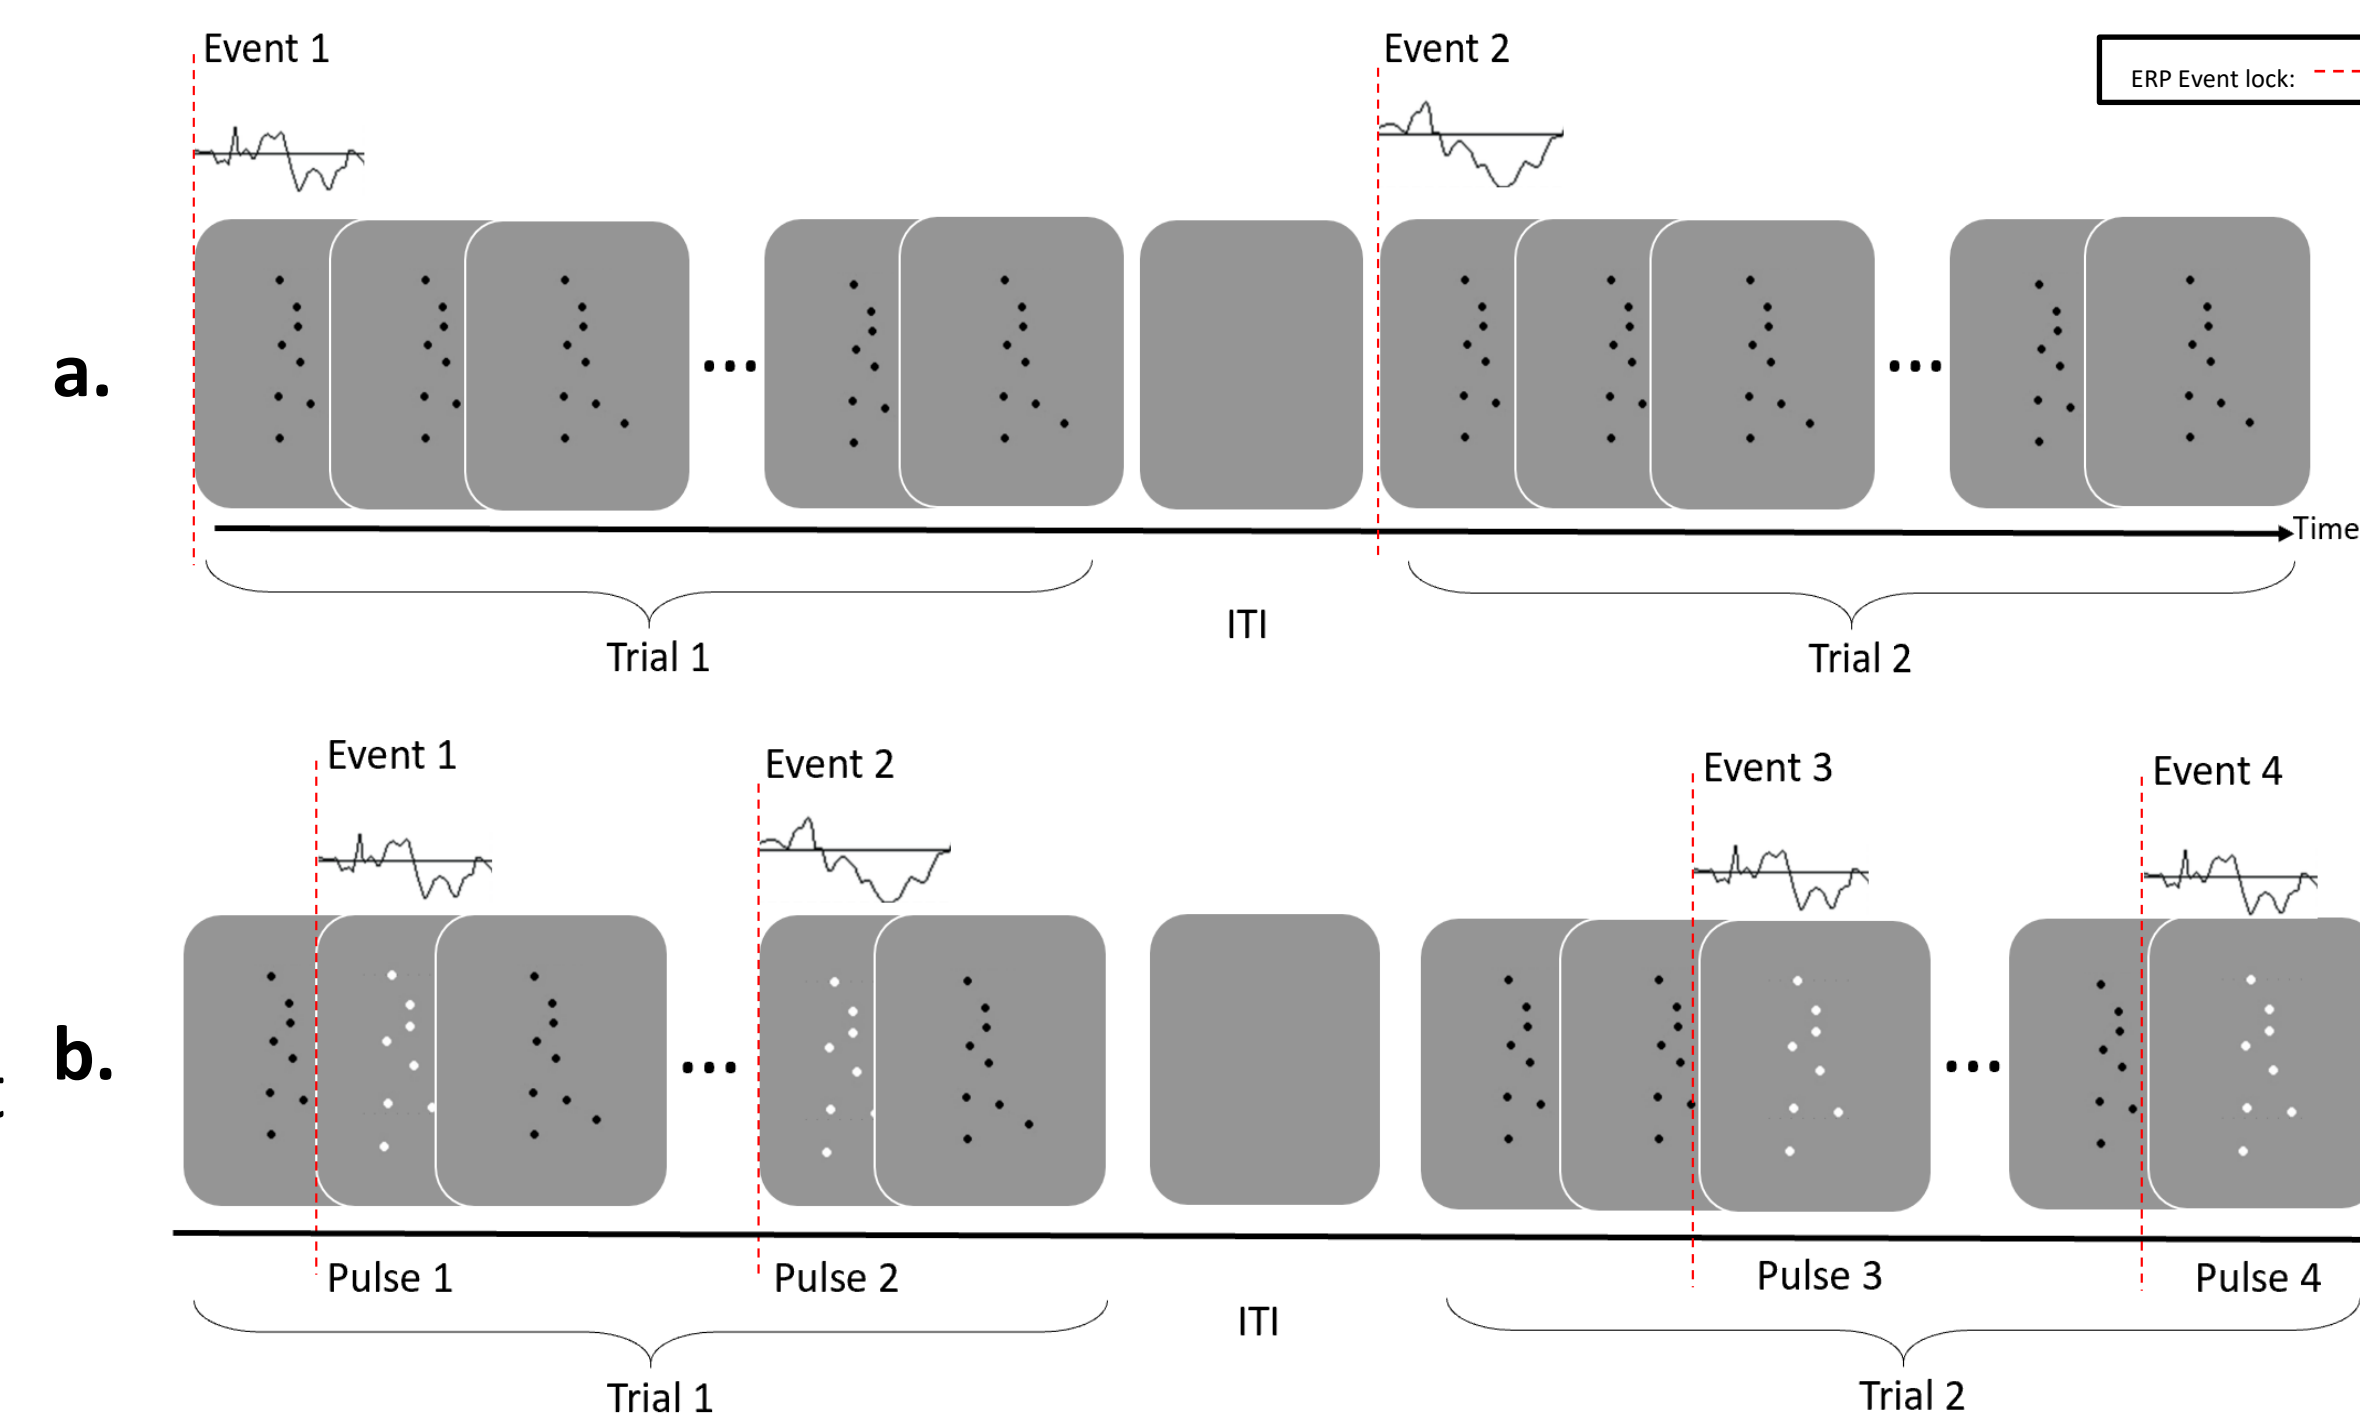 Event 1
Event 2
ERP Event lock:
a.
...
...
Time
Trial 1
ITI
Trial 2
Event 1
Event 2
Event 3
Event 4
b.
...
...
Pulse 1
Pulse 2
Pulse 3
Pulse 4
ITI
Trial 1
Trial 2